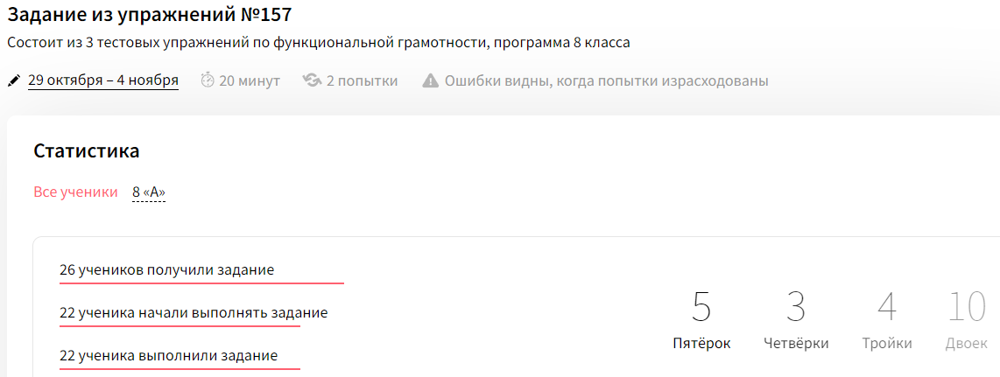 Задание из упражнений №157
Состоит из 3 тестовых упражнений по функциональной грамотности, программа 8 класса
29 октября – 4 ноября 20 минут 2 попытки Ошибки видны, когда попытки израсходованы
Статистика
Все ученики 8 «А»
26 учеников получили задание
22 ученика начали выполнять задание
22 ученика выполнили задание
5 3 4 10
Пятёрок Четвёрки Тройки Двоек